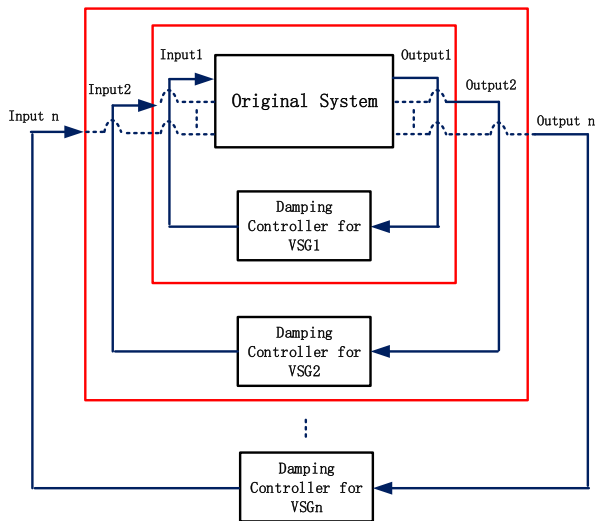 Input1
Output1
Input2
Output2
Original System
Input n
Output n
Damping
Controller for
VSG1
Damping
Controller for
VSG2
Damping
Controller for
VSGn